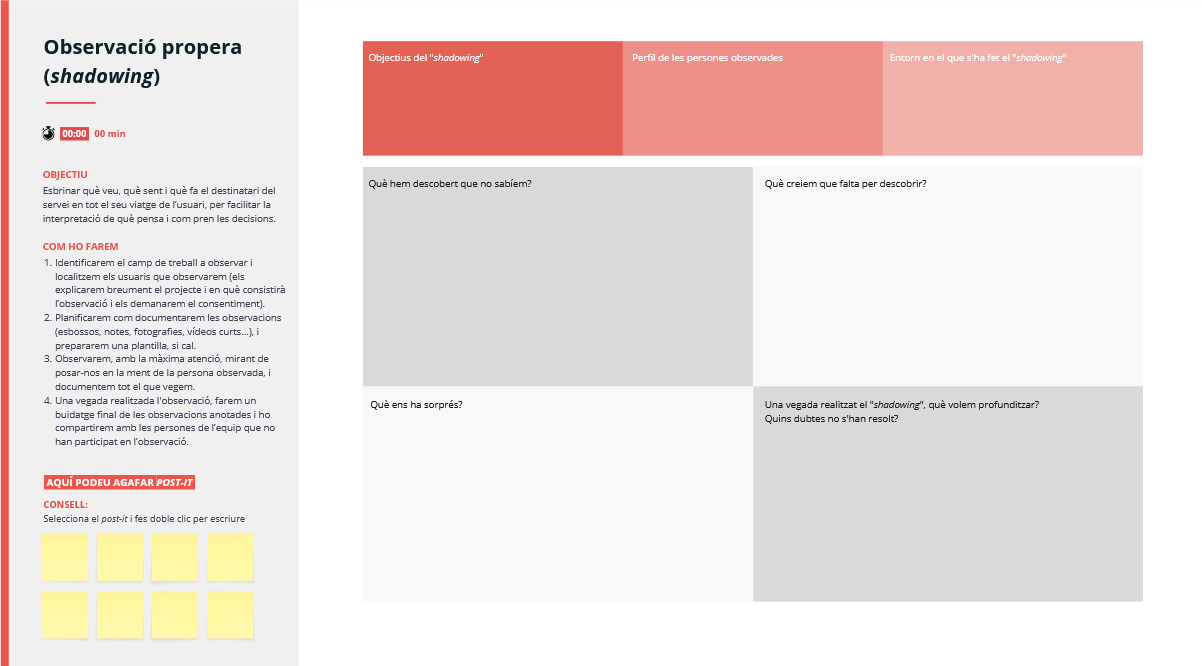 Observació propera
(shadowing)
00:00 00 min
OBJECTIU
Esbrinar què veu, què sent i què fa el destinatari del
servei en tot el seu viatge de l’usuari, per facilitar la
interpretació de què pensa i com pren les decisions.
COM HO FAREM
1. Identificarem el camp de treball a observar i
localitzem els usuaris que observarem (els
explicarem breument el projecte i en què consistirà
l’observació i els demanarem el consentiment).
2. Planificarem com documentarem les observacions
(esbossos, notes, fotografies, vídeos curts...), i
prepararem una plantilla, si cal.
3. Observarem, amb la màxima atenció, mirant de
posar-nos en la ment de la persona observada, i
documentem tot el que vegem.
4. Una vegada realitzada l'observació, farem un
buidatge final de les observacions anotades i ho
compartirem amb les persones de l’equip que no
han participat en l’observació.
AQUÍ PODEU AGAFAR POST-IT
CONSELL:
Selecciona el post-it i fes doble clic per escriure
Objectius del "shadowing"
Perfil de les persones observades
Entorn en el que s'ha fet el "shadowing"
Què hem descobert que no sabíem?
Què creiem que falta per descobrir?
Què ens ha sorprés?
Una vegada realitzat el "shadowing", què volem profunditzar?
Quins dubtes no s'han resolt?